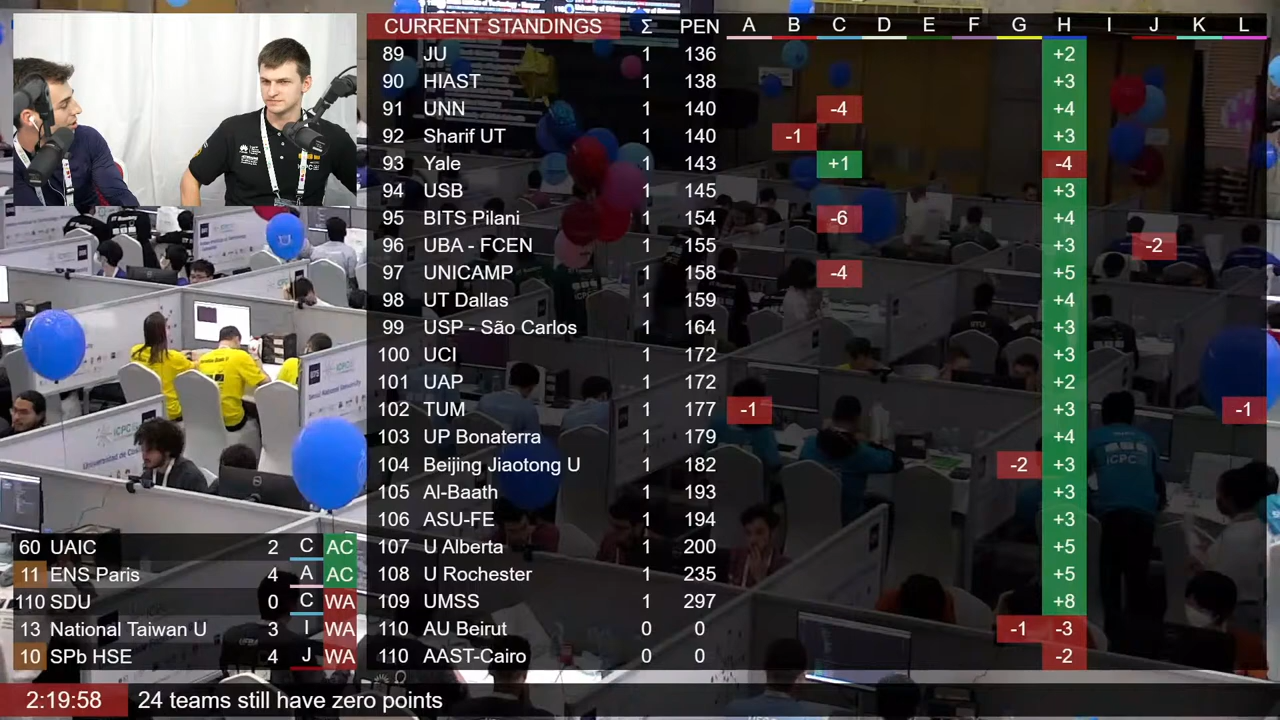 CURRENT STANDINGS Σ PEN A B C D E F G H I J K L
89 JU 1 136 +2
90 HIAST 1 138 +3
91 UNN 1 140 -4 +4
92 Sharif UT 1 140 -1 +3
93 Yale 1 143 +1 -4
94 USB 1 145 +3
95 BITS Pilani 1 154 -6 +4
96 UBA - FCEN 1 155 +3 -2
97 UNICAMP 1 158 -4 +5
98 UT Dallas 1 159 +4
99 USP - São Carlos 1 164 +3
100 UCI 1 172 +3
101 UAP 1 172 +2
102 TUM 1 177 -1 +3 -1
103 UP Bonaterra 1 179 +4
104 Beijing Jiaotong U 1 182 -2 +3
105 Al-Baath 1 193 +3
106 ASU-FE 1 194 +3
107 U Alberta 1 200 +5
108 U Rochester 1 235 +5
109 UMSS 1 297 +8
110 AU Beirut 0 0 -1 -3
110 AAST-Cairo 0 0 -2
60 UAIC 2 C AC
11 ENS Paris 4 A AC
110 SDU 0 C WA
13 National Taiwan U 3 I WA
10 SPb HSE 4 J WA
2:19:58 24 teams still have zero points